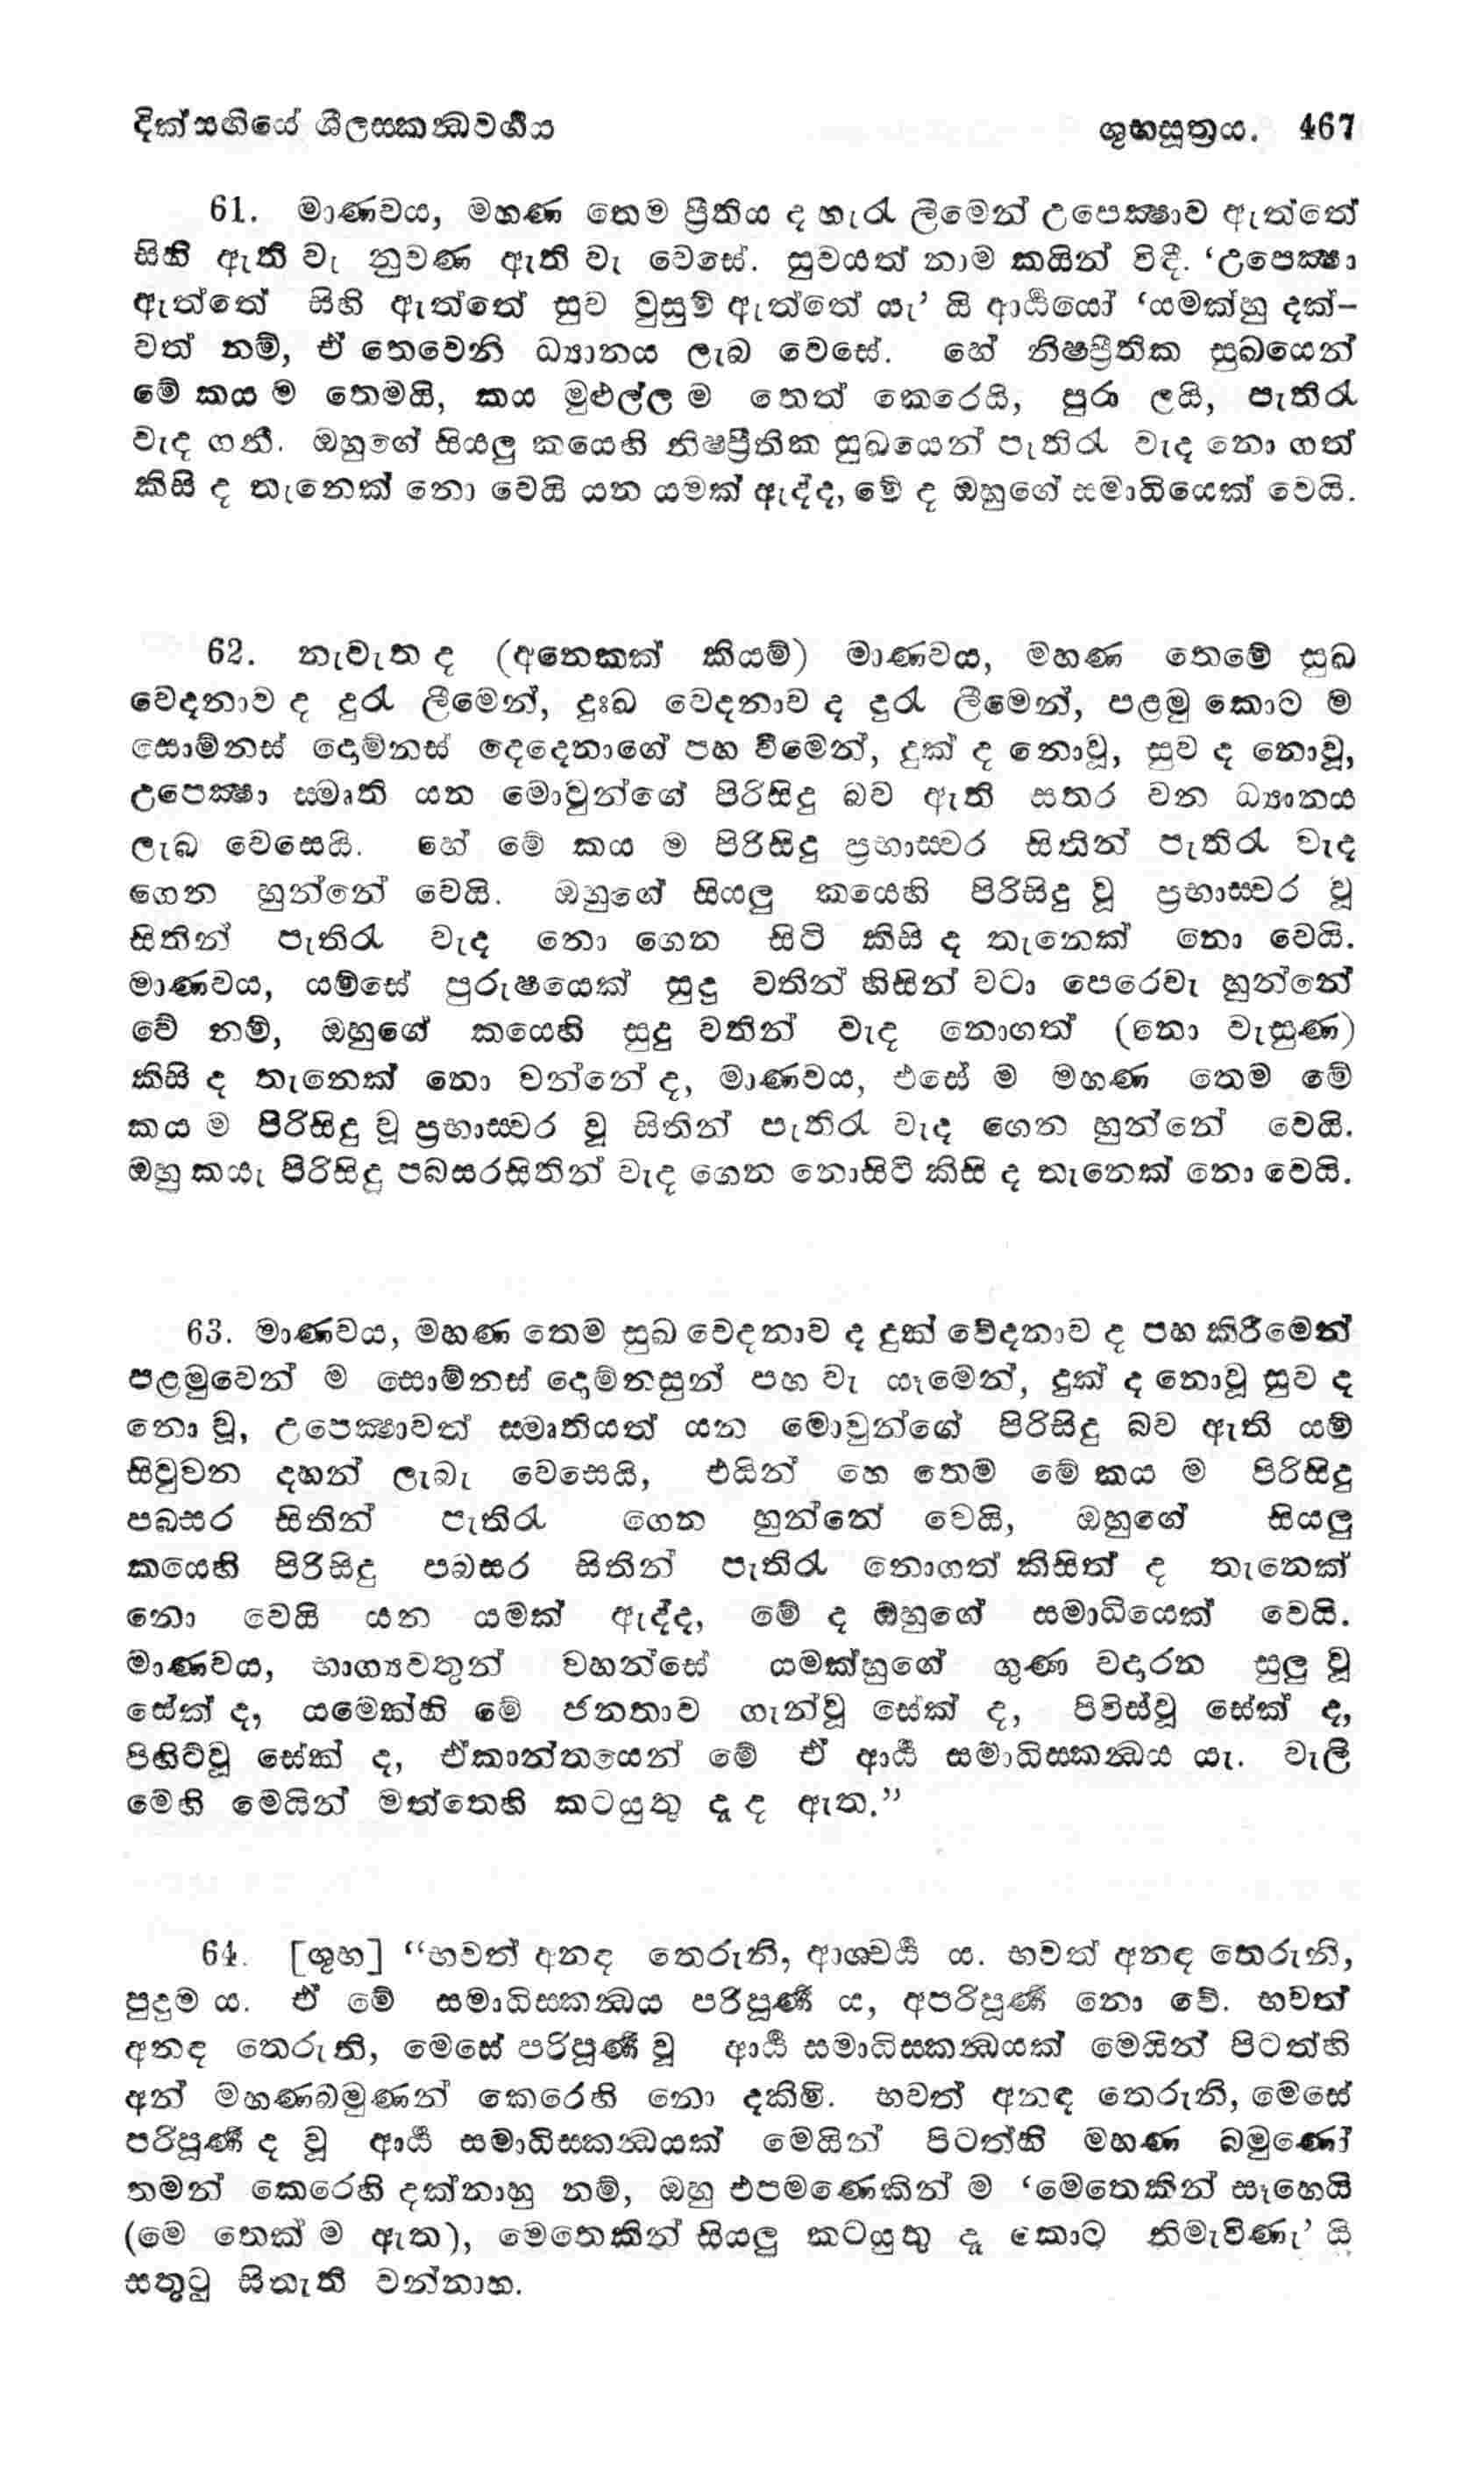 දික්සඟියේ ශීලස්කන්‍ධවර්‍ගය ශුභසූත්‍රය. 467
61. මාණවය, මහණ තෙම ප්‍රීතිය ද හැර ලීමෙන් උපෙක්‍ෂාව ඇත්තේ
සිහි ඇති වැ නුවණ ඇති වැ වෙසේ. සුවයත් නාම කයින් විඳී. ‘උපෙක්‍ෂා
ඇත්තේ සිහි ඇත්තේ සුව වුසුම් ඇත්තේ යැ’ යි ආර්‍ය්‍යයෝ ‘යමක්හු දක්-
වත් නම්, ඒ තෙවෙනි ධ්‍යානය ලැබ වෙසේ. හේ නිෂ්ප්‍රීතික සුඛයෙන්
මේ කය ම තෙමයි, කය මුළුල්ල ම තෙත් කෙරෙයි, පුරා ලයි, පැතිර
වැද ගනී. ඔහුගේ සියලු කයෙහි නිෂ්ප්‍රීතික සුඛයෙන් පැතිර වැද නො ගත්
කිසි ද තැනෙක් නො වෙයි යන යමක් ඇද්ද, මේ ද ඔහුගේ සමාධියෙක් වෙයි.
62. නැවැත ද (අනෙකක් කියම්) මාණවය, මහණ තෙමේ සුඛ
වෙදනාව ද දුර ලීමෙන්, දුඃඛ වෙදනාව ද දුර ලීමෙන්, පළමු කොට ම
සොම්නස් දොම්නස් දෙදෙනාගේ පහ වීමෙන්, දුක් ද නොවූ, සුව ද නොවූ,
උපෙක්‍ෂා ස්මෘති යන මොවුන්ගේ පිරිසිදු බව ඇති සතර වන ධ්‍යානය
ලැබ වෙසෙයි. හේ මේ කය ම පිරිසිදු ප්‍රභාස්වර සිතින් පැතිර වැද
ගෙන හුන්නේ වෙයි. ඔහුගේ සියලු කයෙහි පිරිසිදු වූ ප්‍රභාස්වර වූ
සිතින් පැතිර වැද නො ගෙන සිටි කිසි ද තැනෙක් නො වෙයි.
මාණවය, යම්සේ පුරුෂයෙක් සුදු වතින් හිසින් වටා පෙරෙවැ හුන්නේ
වේ නම්, ඔහුගේ කයෙහි සුදු වතින් වැද නොගත් (නො වැසුණ)
කිසි ද තැනෙක් නො වන්නේ ද, මාණවය, එසේ ම මහණ තෙම මේ
කය ම පිරිසිදු වූ ප්‍රභාස්වර වූ සිතින් පැතිර වැද ගෙන හුන්නේ වෙයි.
ඔහු කයැ පිරිසිදු පබසරසිතින් වැද ගෙන නොසිටි කිසි ද තැනෙක් නො වෙයි.
63. මාණවය, මහණ තෙම සුඛ වෙදනාව ද දුක් වේදනාව ද පහ කිරීමෙන්
පළමුවෙන් ම සොම්නස් දොම්නසුන් පහ වැ යෑමෙන්, දුක් ද නොවූ සුව ද
නො වූ, උපෙක්‍ෂාවත් ස්මෘතියත් යන මොවුන්ගේ පිරිසිදු බව ඇති යම්
සිවුවන දහන් ලැබැ වෙසෙයි, එයින් හෙ තෙම මේ කය ම පිරිසිදු
පබසර සිතින් පැතිර ගෙන හුන්නේ වෙයි, ඔහුගේ සියලු
කයෙහි පිරිසිදු පබසර සිතින් පැතිර නොගත් කිසිත් ද තැනෙක්
නො වෙයි යන යමක් ඇද්ද, මේ ද ඔහුගේ සමාධියෙක් වෙයි.
මාණවය, භාග්‍යවතුන් වහන්සේ යමක්හුගේ ගුණ වදාරන සුලු වූ
සේක් ද, යමෙක්හි මේ ජනතාව ගැන්වූ සේක් ද, පිවිස්වූ සේක් ද,
පිහිටවූ සේක් ද, ඒකාන්තයෙන් මේ ඒ ආර්‍ය්‍ය සමාධිස්කන්‍ධය යැ. වැලි
මෙහි මෙයින් මත්තෙහි කටයුතු දෑ ද ඇත.”
64. [ශුභ] “භවත් අනඳ තෙරුනි, ආශ්චර්‍ය්‍ය ය. භවත් අනඳ තෙරුනි,
පුදුම ය. ඒ මේ සමාධිස්කන්‍ධය පරිපූර්‍ණ ය, අපරිපූර්‍ණ නො වේ. භවත්
අනඳ තෙරුනි, මෙසේ පරිපූර්‍ණ වූ ආර්‍ය්‍ය සමාධිස්කන්‍ධයක් මෙයින් පිටත්හි
අන් මහණබමුණන් කෙරෙහි නො දකිමි. භවත් අනඳ තෙරුනි, මෙසේ
පරිපූර්‍ණ ද වූ ආර්‍ය්‍ය සමාධිස්කන්‍ධයක් මෙයින් පිටත්හි මහණ බමුණෝ
තමන් කෙරෙහි දක්නාහු නම්, ඔහු එපමණෙකින් ම ‘මෙතෙකින් සෑහෙයි
(මෙ තෙක් ම ඇත), මෙතෙකින් සියලු කටයුතු දෑ කොට නිමැවිණැ’ යි
සතුටු සිතැති වන්නාහ.